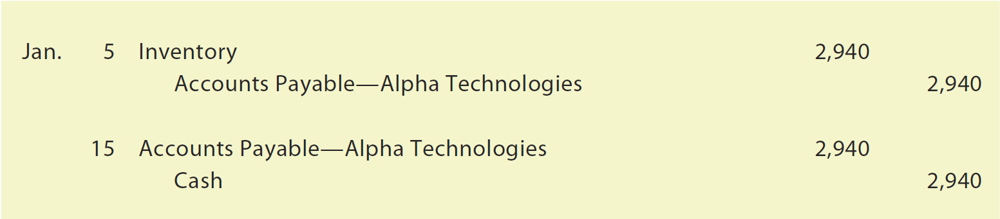 Jan. 5 Inventory 2,940
Accounts Payable—Alpha Technologies 2,940
15 Accounts Payable—Alpha Technologies 2,940
Cash 2,940